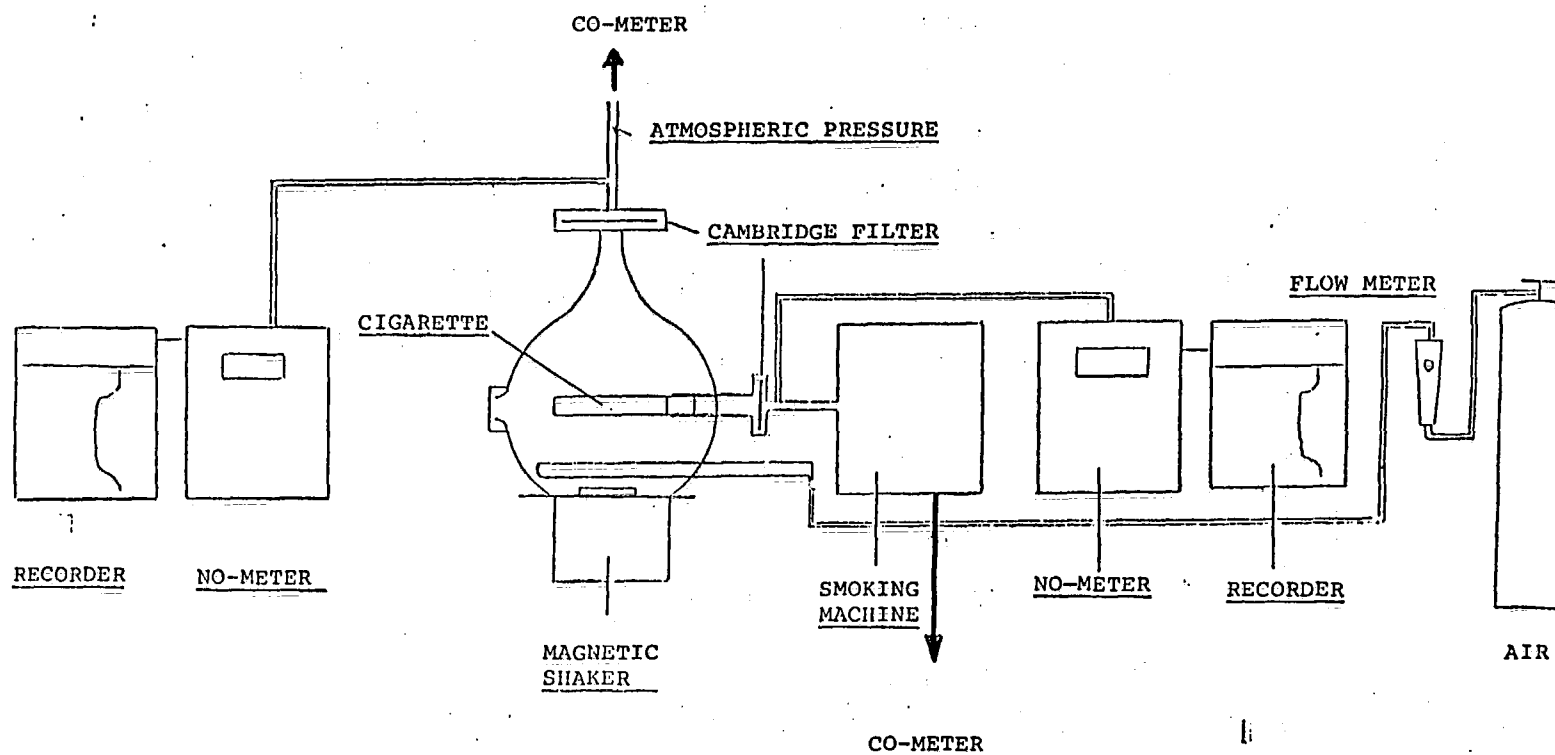 CO-METER
ATMOSPHERIC PRESSURE
CAMBRIDGE FILTER
FLOW METER
CIGARETTE
RECORDER
NO-METER
SMOKING
MACHINE
NO-METER
RECORDER
MAGNETIC
SHAKER
AIR
CO-METER